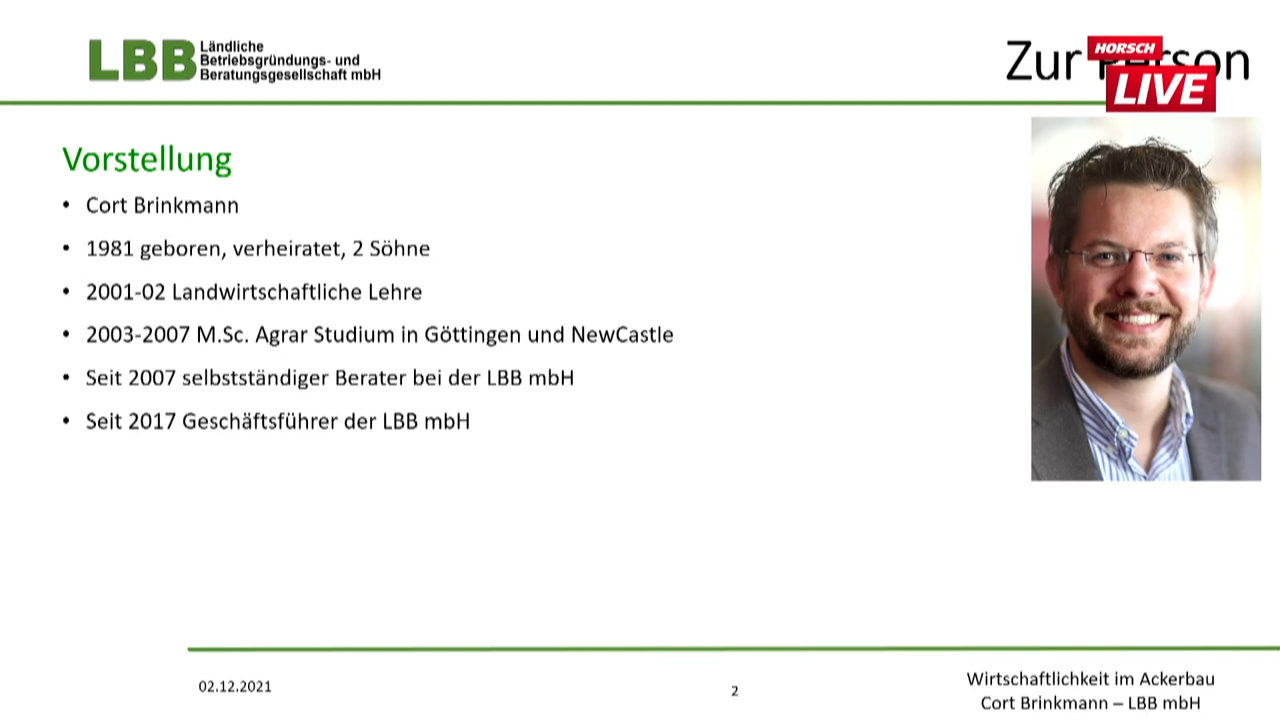 LBB Ländliche
Betriebsgründungs- und
Beratungsgesellschaft mbH
Zur Person
HORSCH
LIVE
Vorstellung
• Cort Brinkmann
• 1981 geboren, verheiratet, 2 Söhne
• 2001-02 Landwirtschaftliche Lehre
• 2003-2007 M.Sc. Agrar Studium in Göttingen und NewCastle
• Seit 2007 selbstständiger Berater bei der LBB mbH
• Seit 2017 Geschäftsführer der LBB mbH
02.12.2021
2
Wirtschaftlichkeit im Ackerbau
Cort Brinkmann – LBB mbH